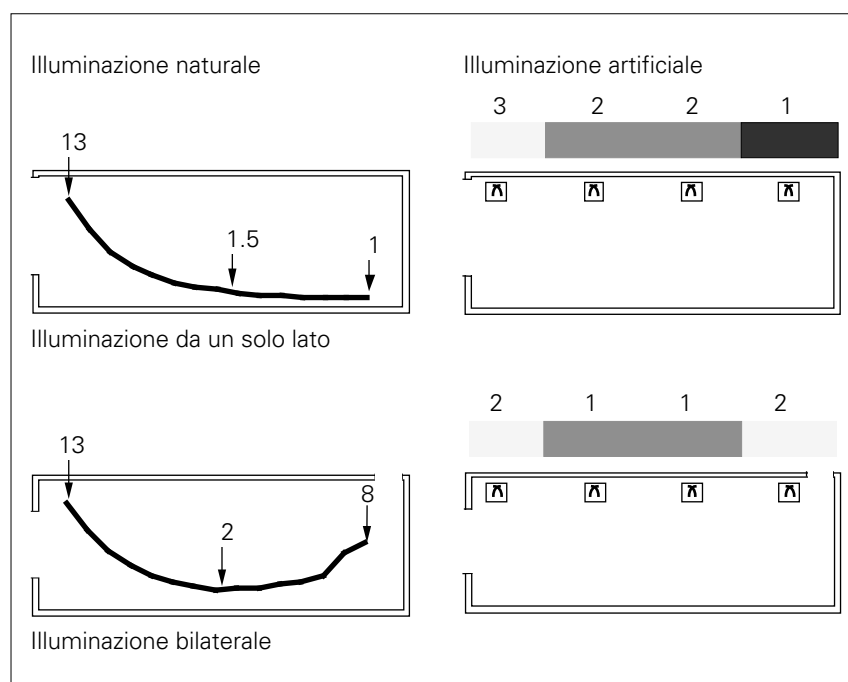 Illuminazione naturale
Illuminazione artificiale
3 2 2 1
13
1.5 1
Illuminazione da un solo lato
2 1 1 2
13
8
2
Illuminazione bilaterale